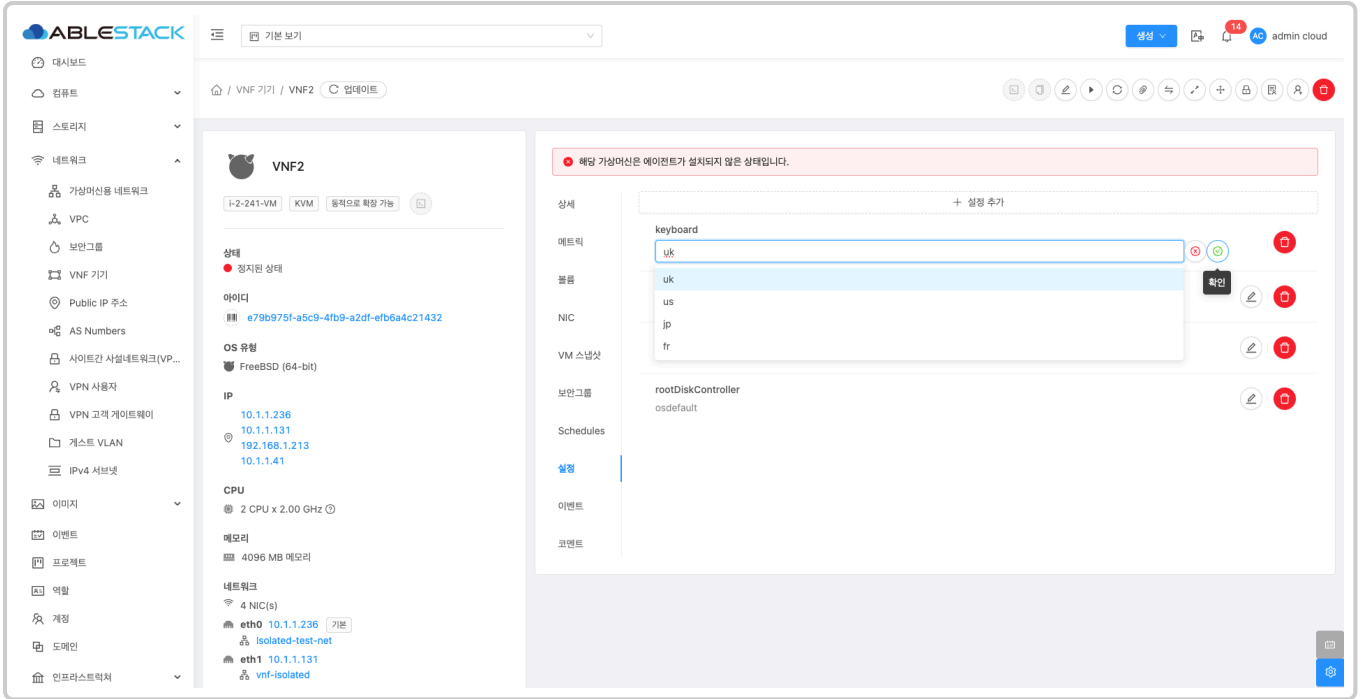 ABLESTACK
기본 보기
생성
14
AC
admin cloud
대시보드
컴퓨트
스토리지
네트워크
가상머신용 네트워크
VPC
보안그룹
VNF 기기
Public IP 주소
AS Numbers
사이트간 사설네트워크(VP...
VPN 사용자
VPN 고객 게이트웨이
게스트 VLAN
IPv4 서브넷
이미지
이벤트
프로젝트
역할
계정
도메인
인프라스트럭쳐
/ VNF 기기 / VNF2
업데이트
VNF2
i-2-241-VM
KVM
동적으로 확장 가능
상태
정지된 상태
아이디
e79b975f-a5c9-4fb9-a2df-efb6a4c21432
OS 유형
FreeBSD (64-bit)
IP
10.1.1.236
10.1.1.131
192.168.1.213
10.1.1.41
CPU
2 CPU x 2.00 GHz
메모리
4096 MB 메모리
네트워크
4 NIC(s)
eth0 10.1.1.236 기본
Isolated-test-net
eth1 10.1.1.131
vnf-isolated
해당 가상머신은 에이전트가 설치되지 않은 상태입니다.
상세
메트릭
볼륨
NIC
VM 스냅샷
보안그룹
Schedules
설정
이벤트
코멘트
+ 설정 추가
keyboard
uk
확인
uk
us
jp
fr
rootDiskController
osdefault